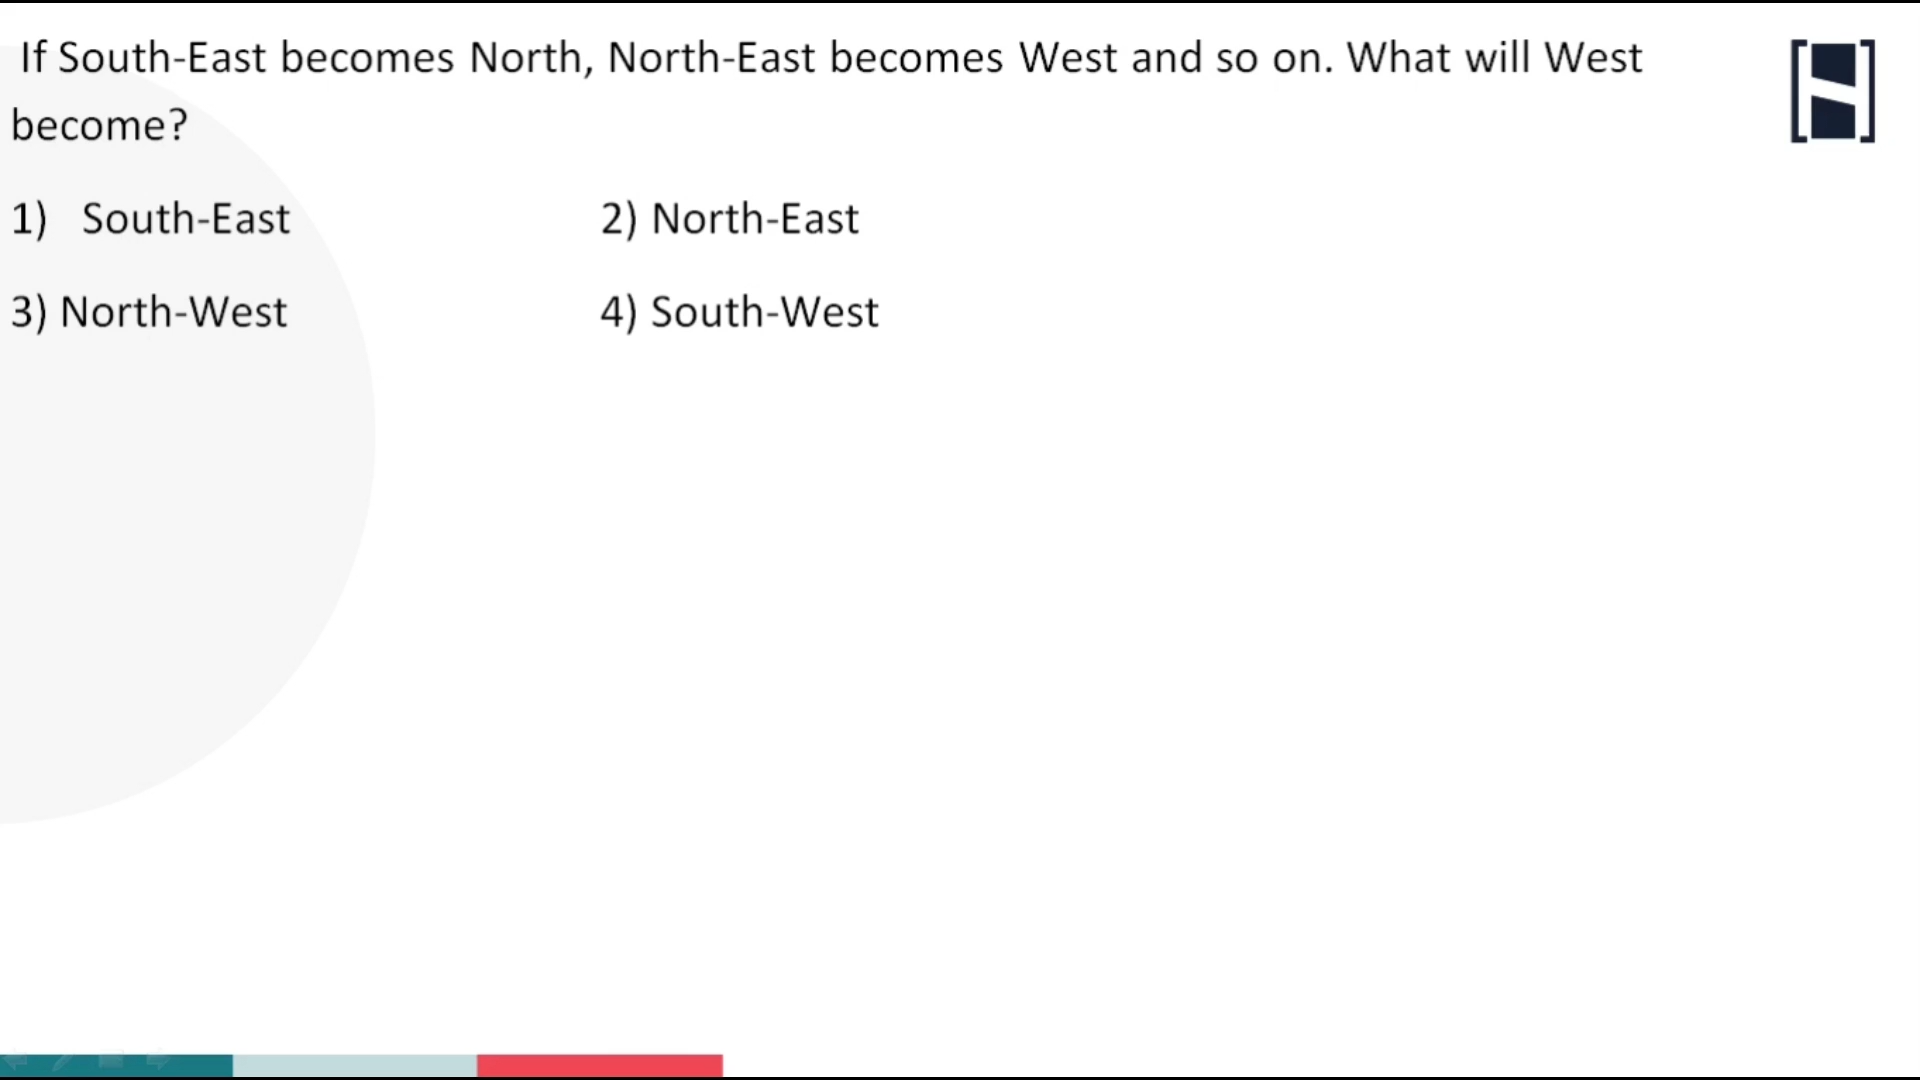 If South-East becomes North, North-East becomes West and so on. What will West
become?
1) South-East 2) North-East
3) North-West 4) South-West